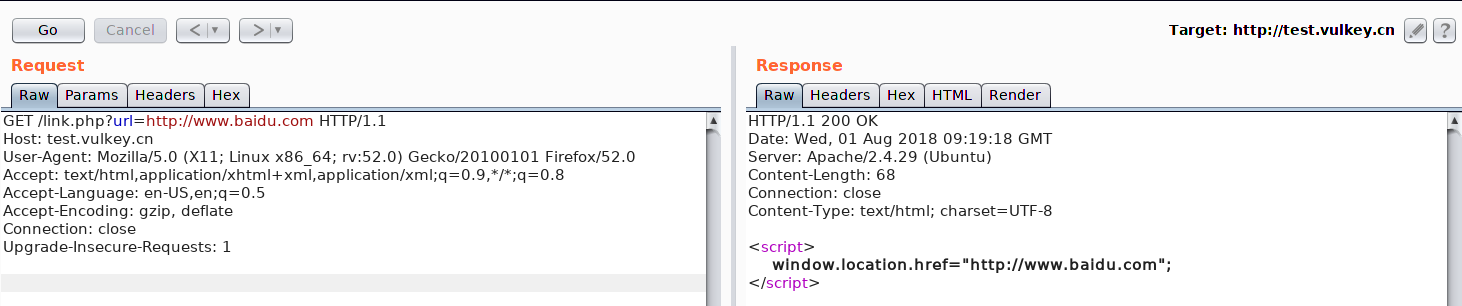 Go
Cancel
<
>
Target: http://test.vulkey.cn
?
Request
Raw
Params
Headers
Hex
GET /link.php?url=http://www.baidu.com HTTP/1.1
Host: test.vulkey.cn
User-Agent: Mozilla/5.0 (X11; Linux x86_64; rv:52.0) Gecko/20100101 Firefox/52.0
Accept: text/html,application/xhtml+xml,application/xml;q=0.9,*/*;q=0.8
Accept-Language: en-US,en;q=0.5
Accept-Encoding: gzip, deflate
Connection: close
Upgrade-Insecure-Requests: 1
Response
Raw
Headers
Hex
HTML
Render
HTTP/1.1 200 OK
Date: Wed, 01 Aug 2018 09:19:18 GMT
Server: Apache/2.4.29 (Ubuntu)
Content-Length: 68
Connection: close
Content-Type: text/html; charset=UTF-8
<script>
window.location.href="http://www.baidu.com";
</script>